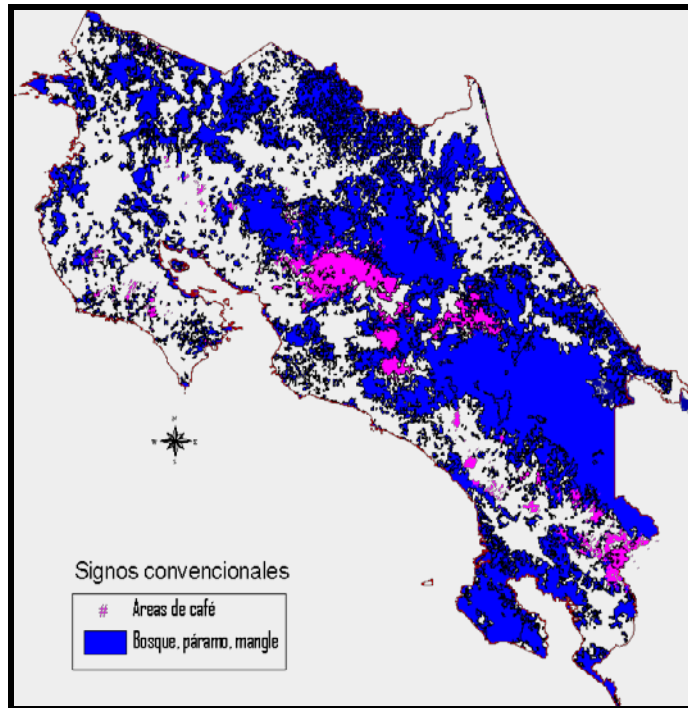 N
W E
S
Signos convencionales
# Areas de café
Bosque, páramo, mangle